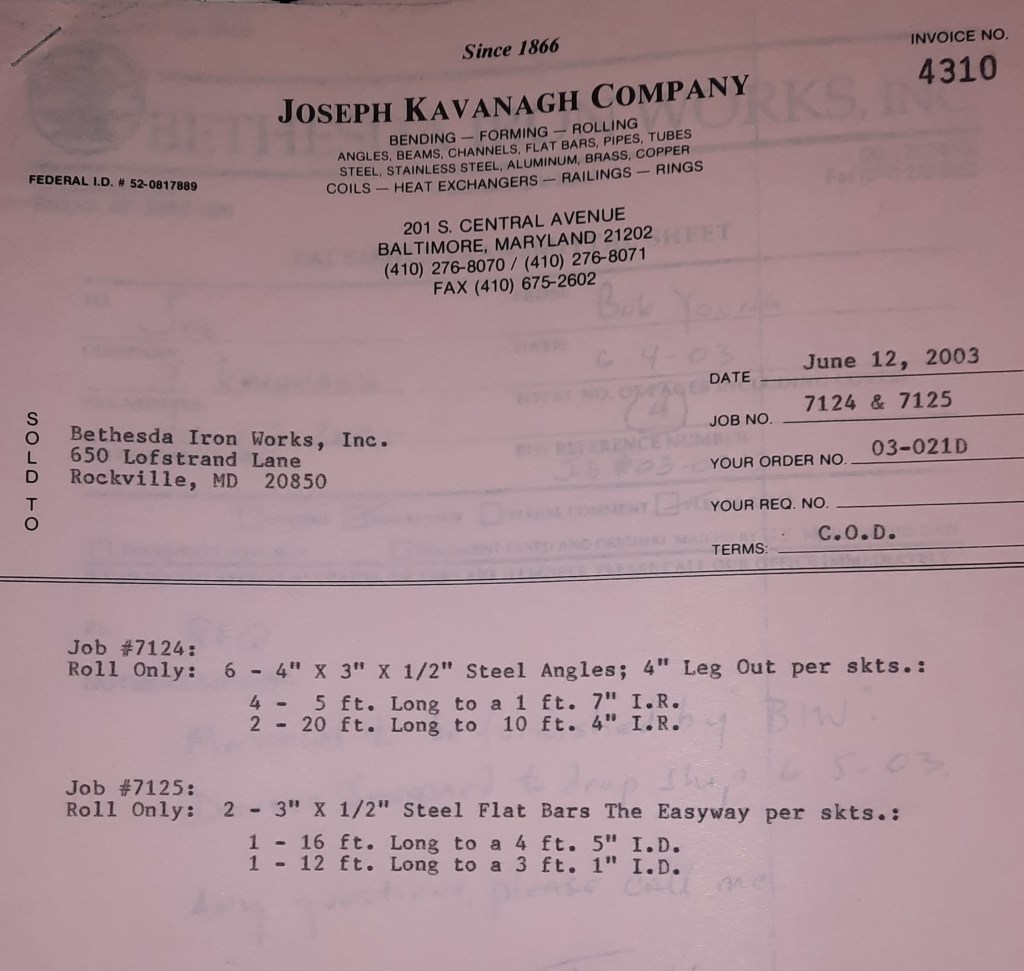 Since 1866
INVOICE NO.
4310
JOSEPH KAVANAGH COMPANY
BENDING — FORMING — ROLLING
ANGLES, BEAMS, CHANNELS, FLAT BARS, PIPES, TUBES
STEEL, STAINLESS STEEL, ALUMINUM, BRASS, COPPER
COILS — HEAT EXCHANGERS — RAILINGS — RINGS
FEDERAL I.D. # 52-0817889
201 S. CENTRAL AVENUE
BALTIMORE, MARYLAND 21202
(410) 276-8070 / (410) 276-8071
FAX (410) 675-2602
DATE June 12, 2003
JOB NO. 7124 & 7125
YOUR ORDER NO. 03-021D
YOUR REQ. NO.
TERMS: C.O.D.
SOLD TO
Bethesda Iron Works, Inc.
650 Lofstrand Lane
Rockville, MD 20850
Job #7124:
Roll Only: 6 - 4" X 3" X 1/2" Steel Angles; 4" Leg Out per skts.:
4 - 5 ft. Long to a 1 ft. 7" I.R.
2 - 20 ft. Long to 10 ft. 4" I.R.
Job #7125:
Roll Only: 2 - 3" X 1/2" Steel Flat Bars The Easyway per skts.:
1 - 16 ft. Long to a 4 ft. 5" I.D.
1 - 12 ft. Long to a 3 ft. 1" I.D.